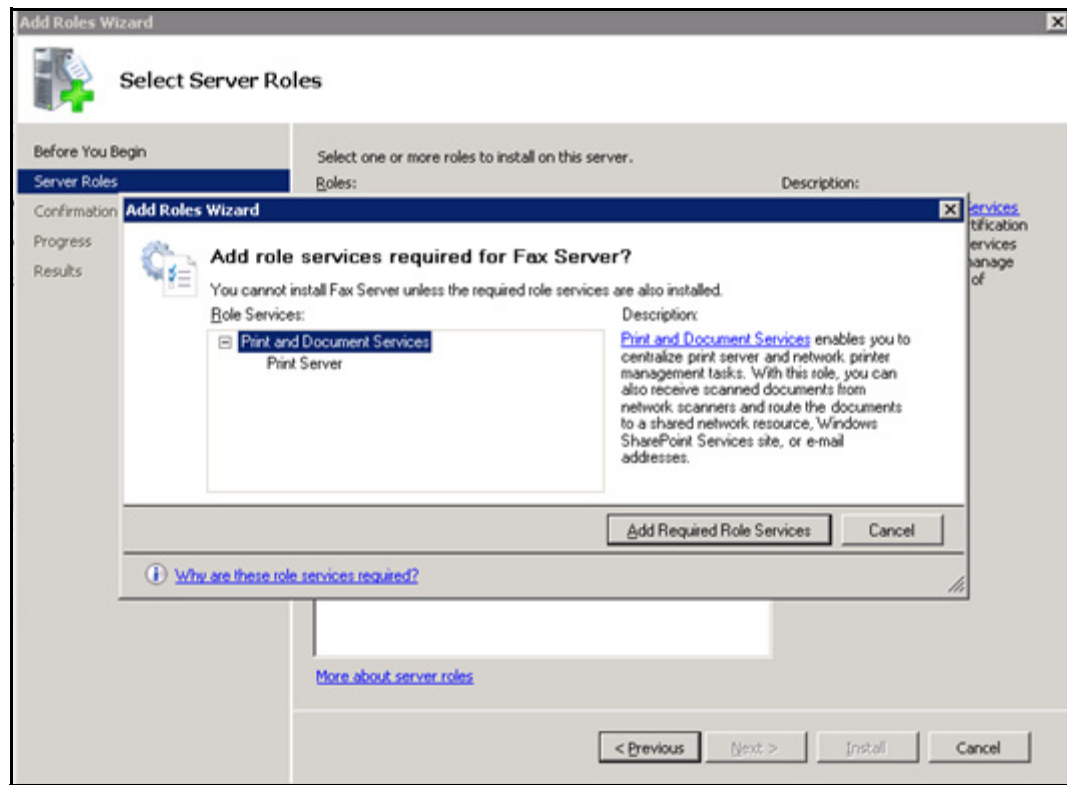 Add Roles Wizard
Select Server Roles
Before You Begin
Server Roles
Confirmation
Progress
Results
Select one or more roles to install on this server.
Roles:
Description:
ervices
tification
ervices
anage
of
Add Roles Wizard
Add role services required for Fax Server?
You cannot install Fax Server unless the required role services are also installed.
Role Services:
Print and Document Services
Print Server
Description:
Print and Document Services enables you to
centralize print server and network printer
management tasks. With this role, you can
also receive scanned documents from
network scanners and route the documents
to a shared network resource, Windows
SharePoint Services site, or e-mail
addresses.
Add Required Role Services
Cancel
Why are these role services required?
More about server roles
< Previous
Next >
Install
Cancel